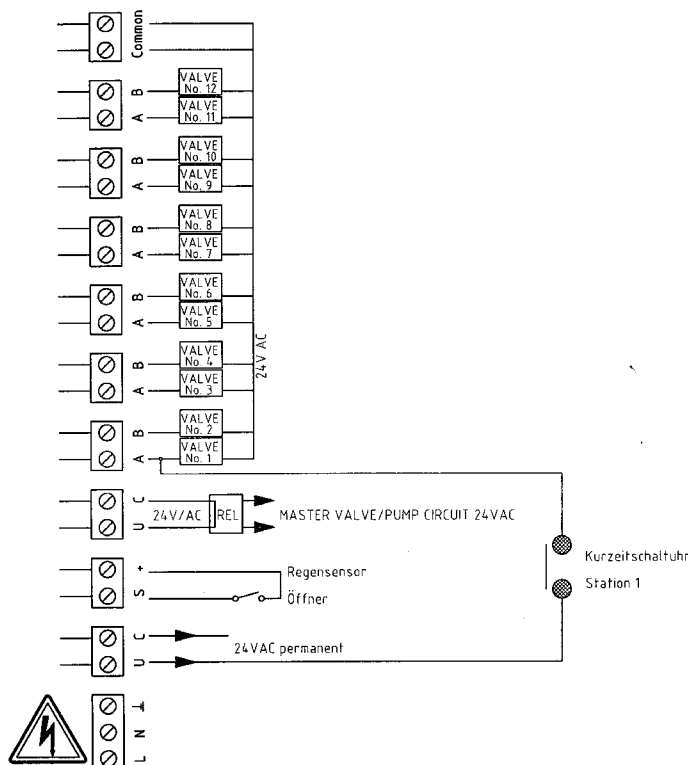 Common
B
VALVE
No. 12
A
VALVE
No. 11
B
VALVE
No. 10
A
VALVE
No. 9
B
VALVE
No. 8
A
VALVE
No. 7
B
VALVE
No. 6
A
VALVE
No. 5
B
VALVE
No. 4
A
VALVE
No. 3
B
VALVE
No. 2
A
VALVE
No. 1
24V AC
C
U
24V/AC
REL
MASTER VALVE/PUMP CIRCUIT 24VAC
+
S
Regensensor
Öffner
C
U
24VAC permanent
Kurzeitschaltuhr
Station 1
N
L